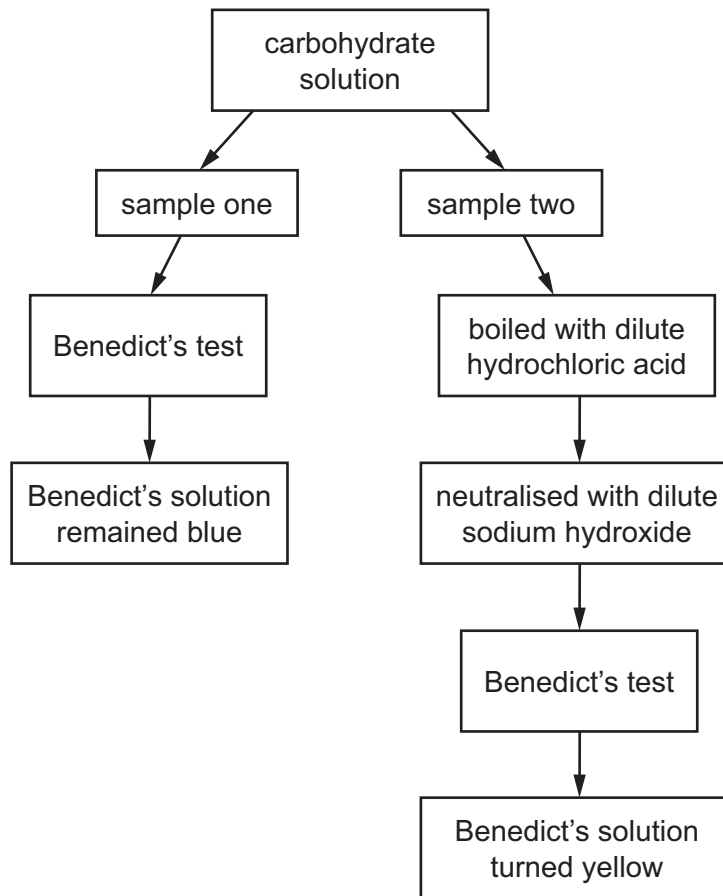 carbohydrate
solution
sample one
sample two
Benedict's test
boiled with dilute
hydrochloric acid
Benedict's solution
remained blue
neutralised with dilute
sodium hydroxide
Benedict's test
Benedict's solution
turned yellow